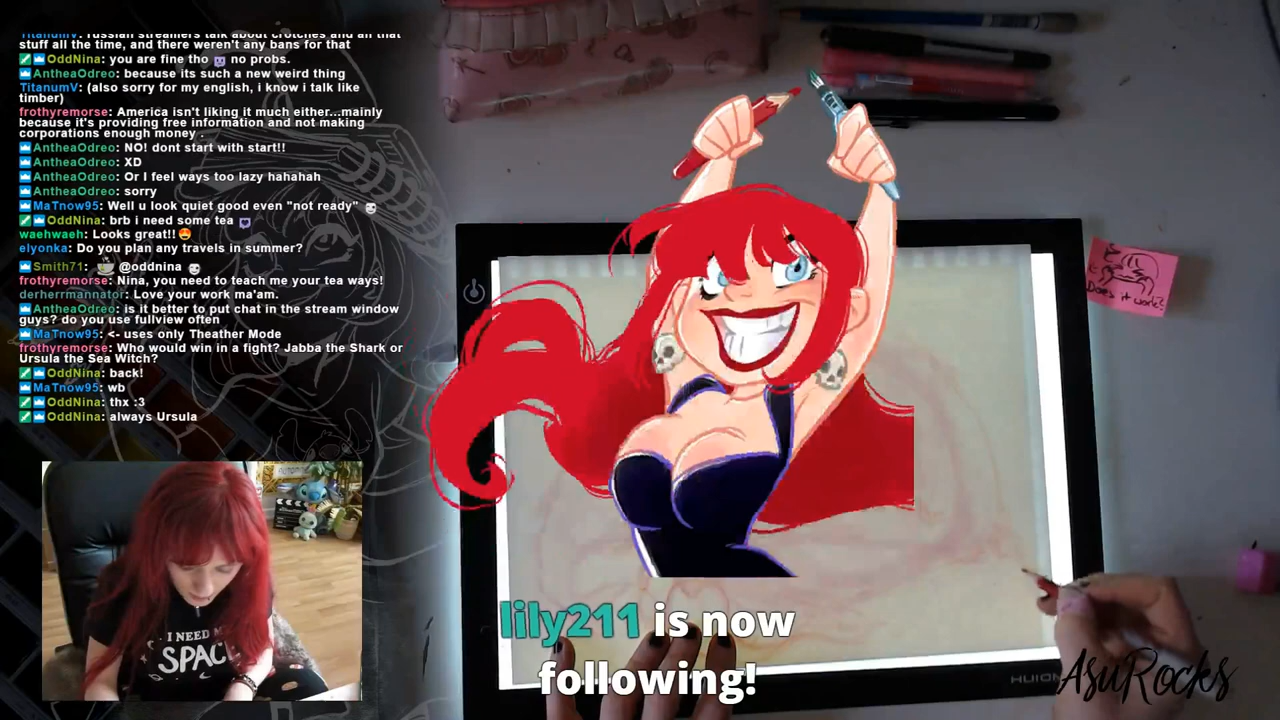 TitanumV: russian streamers talk about crotches and all that
stuff all the time, and there weren't any bans for that
OddNina: you are fine tho no probs.
AntheaOdreo: because its such a new weird thing
TitanumV: (also sorry for my english, i know i talk like
timber)
frothyremorse: America isn't liking it much either...mainly
because it's providing free information and not making
corporations enough money .
AntheaOdreo: NO! dont start with start!!
AntheaOdreo: XD
AntheaOdreo: Or I feel ways too lazy hahahah
AntheaOdreo: sorry
MaTnow95: Well u look quiet good even "not ready"
OddNina: brb i need some tea
waehwaeh: Looks great!!
elyonka: Do you plan any travels in summer?
Smith71: @oddnina
frothyremorse: Nina, you need to teach me your tea ways!
derherrmannator: Love your work ma'am.
AntheaOdreo: is it better to put chat in the stream window
guys? do you use fullview often
MaTnow95: <- uses only Theather Mode
frothyremorse: Who would win in a fight? Jabba the Shark or
Ursula the Sea Witch?
OddNina: back!
MaTnow95: wb
OddNina: thx :3
OddNina: always Ursula
Does it work?
I NEED M
SPAC
lily211 is now
following!
HUION
AsuRocks